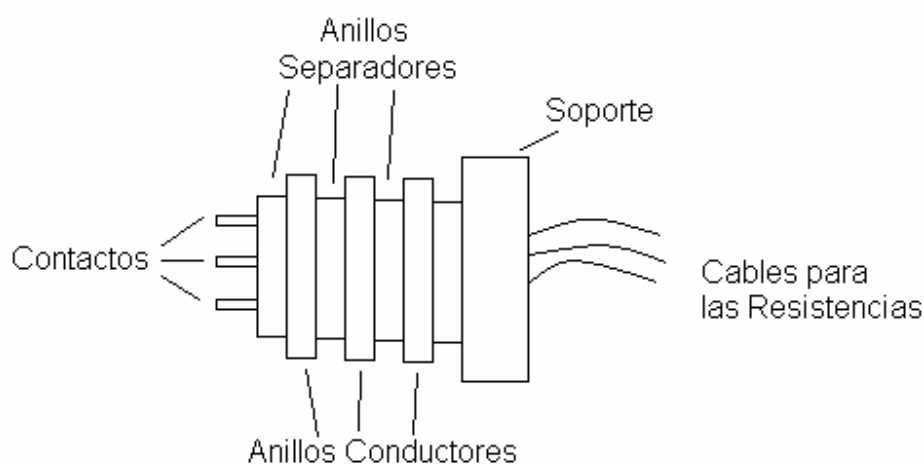 Anillos
Separadores
Soporte
Contactos
Cables para
las Resistencias
Anillos Conductores